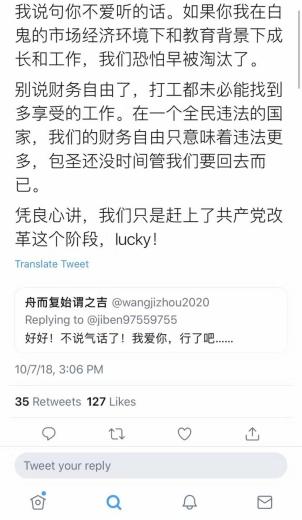 我说句你不爱听的话。如果你我在白
鬼的市场经济环境下和教育背景下成
长和工作，我们恐怕早被淘汰了。
别说财务自由了，打工都未必能找到
多享受的工作。在一个全民违法的国
家，我们的财务自由只意味着违法更
多，包圣还没时间管我们要回去而
已。
凭良心讲，我们只是赶上了共产党改
革这个阶段，lucky！
Translate Tweet
舟而复始谓之吉 @wangjizhou2020
Replying to @jiben97559755
好好！不说气话了！我爱你，行了吧……
10/7/18, 3:06 PM
35 Retweets 127 Likes
Tweet your reply